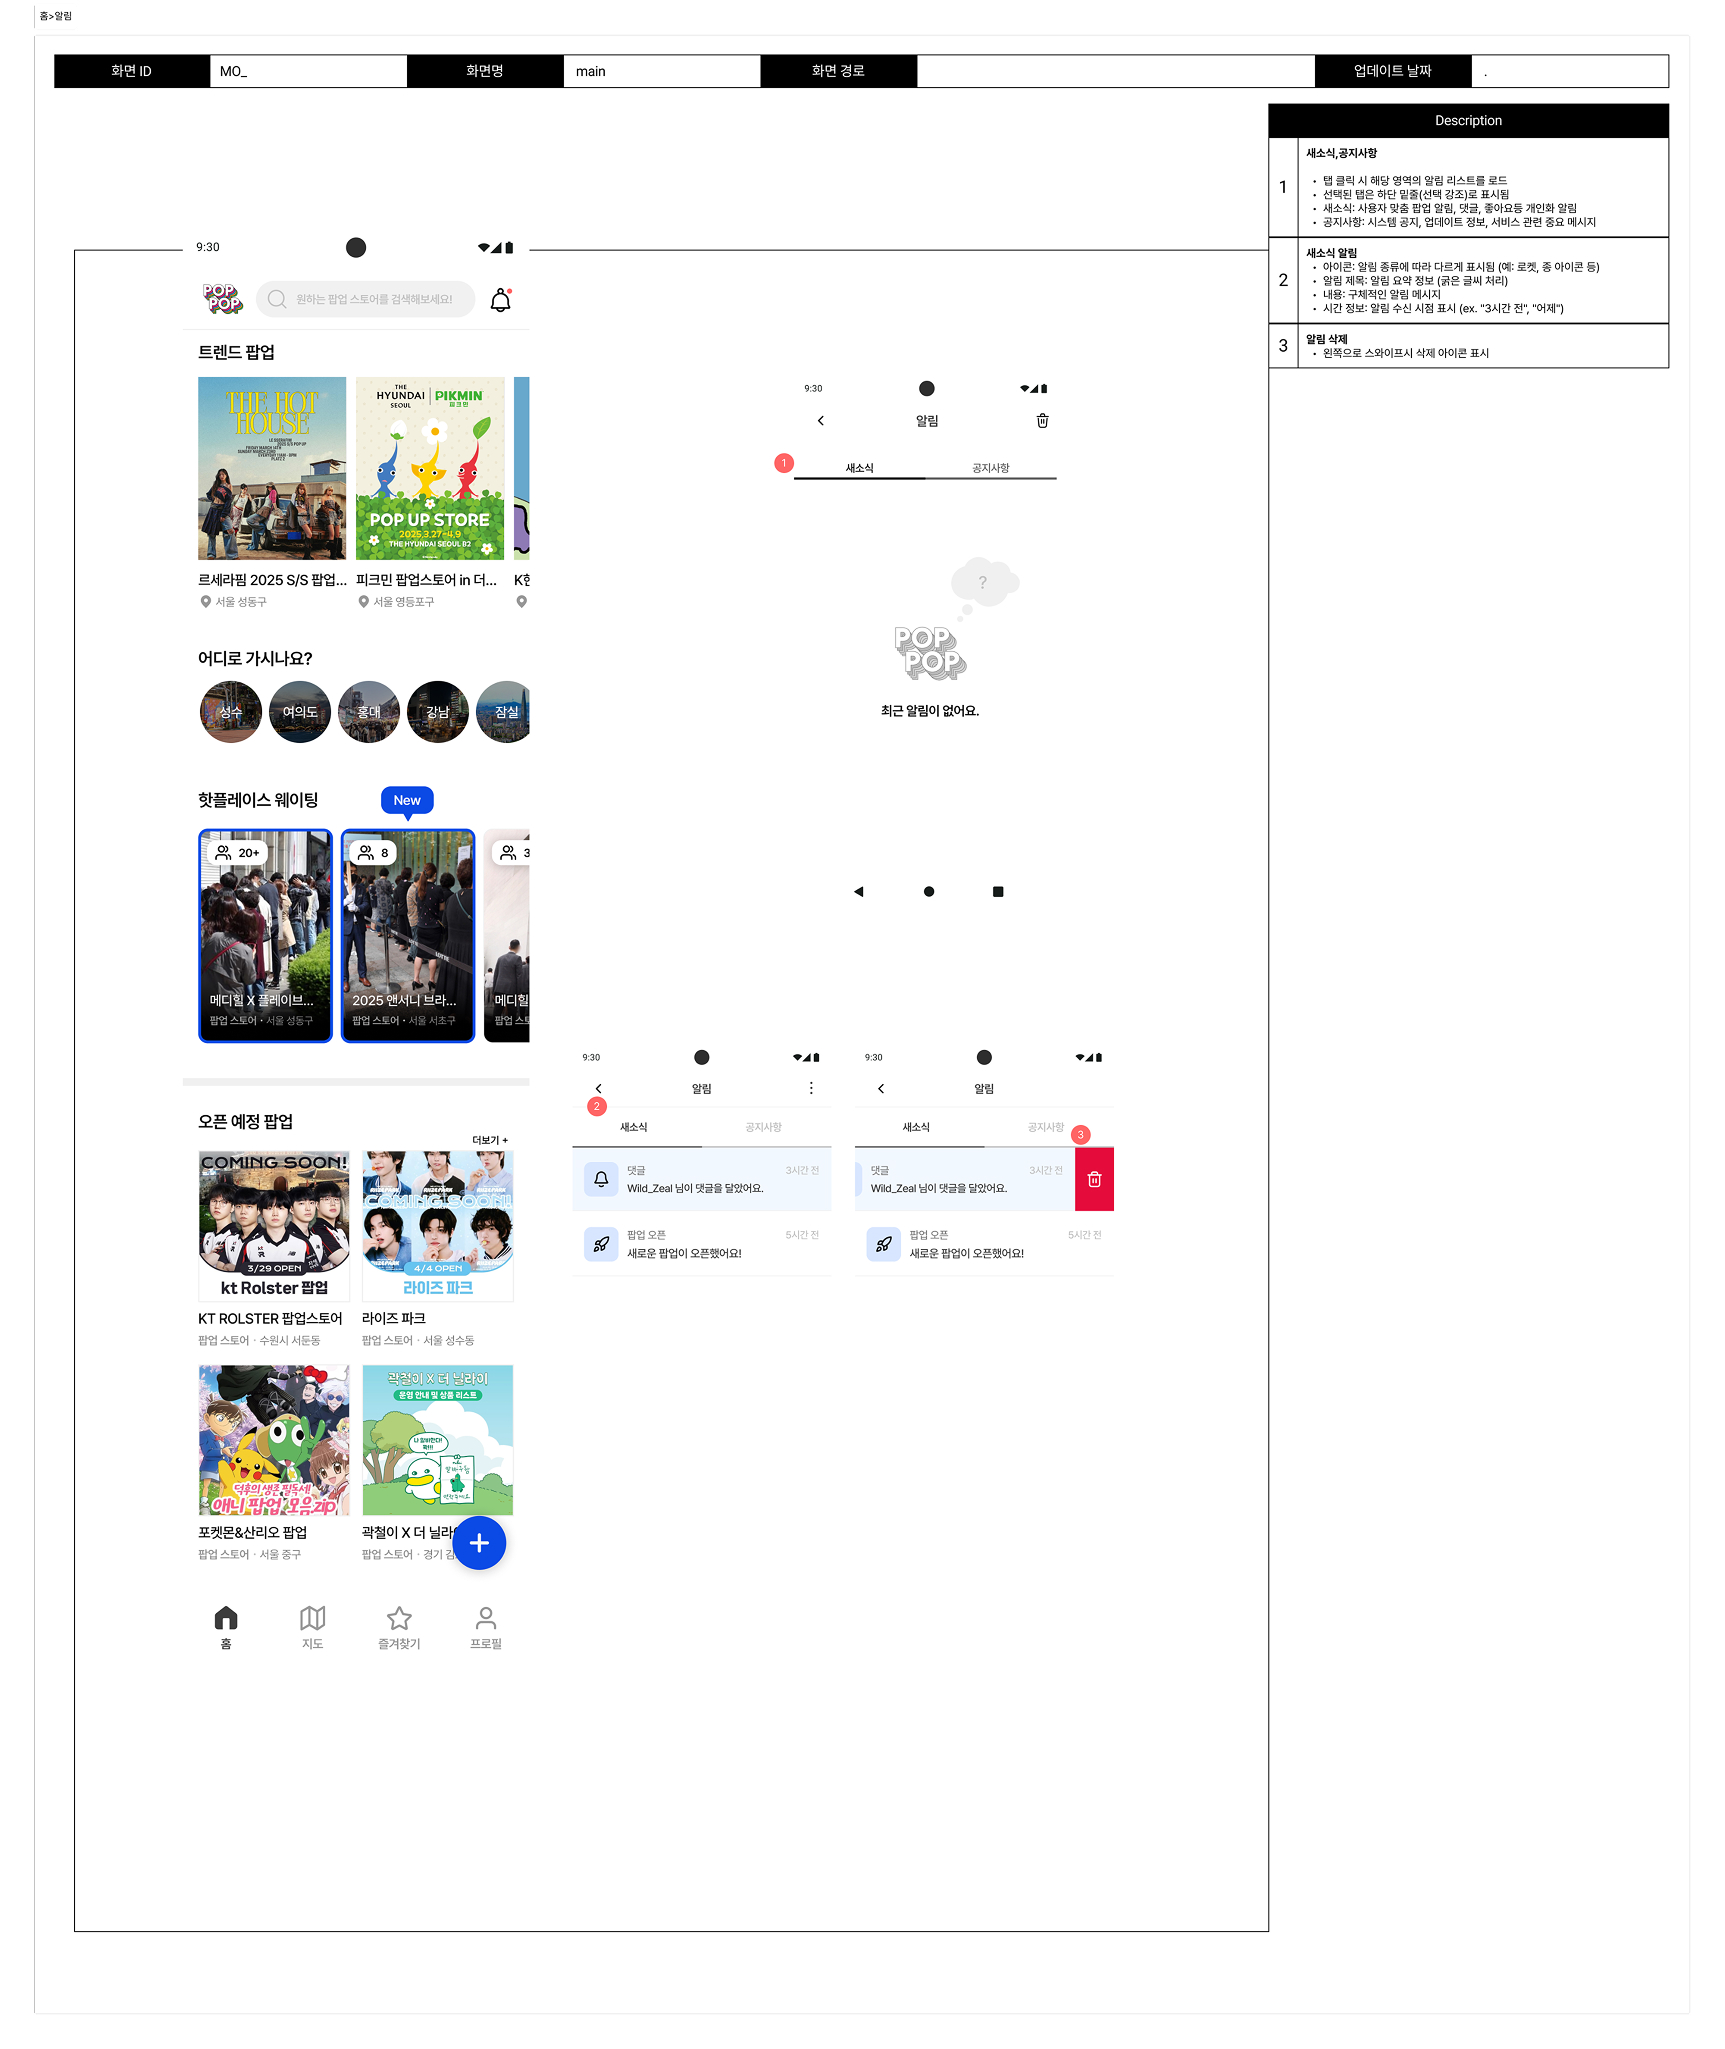 홈>알림
화면 ID
MO_
화면명
main
화면 경로
업데이트 날짜
.
Description
1
새소식,공지사항
• 탭 클릭 시 해당 영역의 알림 리스트를 로드
• 선택된 탭은 하단 밑줄(선택 강조)로 표시됨
• 새소식: 사용자 맞춤 팝업 알림, 댓글, 좋아요등 개인화 알림
• 공지사항: 시스템 공지, 업데이트 정보, 서비스 관련 중요 메시지
2
새소식 알림
• 아이콘: 알림 종류에 따라 다르게 표시됨 (예: 로켓, 종 아이콘 등)
• 알림 제목: 알림 요약 정보 (굵은 글씨 처리)
• 내용: 구체적인 알림 메시지
• 시간 정보: 알림 수신 시점 표시 (ex. "3시간 전", "어제")
3
알림 삭제
• 왼쪽으로 스와이프시 삭제 아이콘 표시
9:30
POP
POP
원하는 팝업 스토어를 검색해보세요!
트렌드 팝업
THE HOT
HOUSE
LE SSERAFIM
2025 S/S POP UP
FRIDAY MARCH 14TH
SUNDAY MARCH 23RD
EVERYDAY 11AM - 8PM
PLATZ 2
THE
HYUNDAI
SEOUL
PIKMIN
피크민
POP UP STORE
2025.3.27~4.9
THE HYUNDAI SEOUL B2
르세라핌 2025 S/S 팝업...
서울 성동구
피크민 팝업스토어 in 더...
서울 영등포구
어디로 가시나요?
성수
여의도
홍대
강남
잠실
핫플레이스 웨이팅
New
20+
메디힐 X 플레이브...
팝업 스토어 • 서울 성동구
8
2025 앤서니 브라...
팝업 스토어 • 서울 서초구
3
메디힐
팝업 스토
오픈 예정 팝업
더보기 +
COMING SOON!
kt
3/29 OPEN
kt Rolster 팝업
KT ROLSTER 팝업스토어
팝업 스토어 · 수원시 서둔동
COMING SOON!
4/4 OPEN
라이즈 파크
라이즈 파크
팝업 스토어 · 서울 성수동
덕후의 생존 필독서!
애니 팝업 모음.zip
포켓몬&산리오 팝업
팝업 스토어 · 서울 중구
곽철이 X 더 닐라이
운영 안내 및 상품 리스트
곽철이 X 더 닐라
팝업 스토어 · 경기 김
홈
지도
즐겨찾기
프로필
9:30
알림
1
새소식
공지사항
?
POP
POP
최근 알림이 없어요.
9:30
알림
2
새소식
공지사항
댓글
3시간 전
Wild_Zeal 님이 댓글을 달았어요.
팝업 오픈
5시간 전
새로운 팝업이 오픈했어요!
9:30
알림
새소식
공지사항
3
댓글
3시간 전
Wild_Zeal 님이 댓글을 달았어요.
팝업 오픈
5시간 전
새로운 팝업이 오픈했어요!